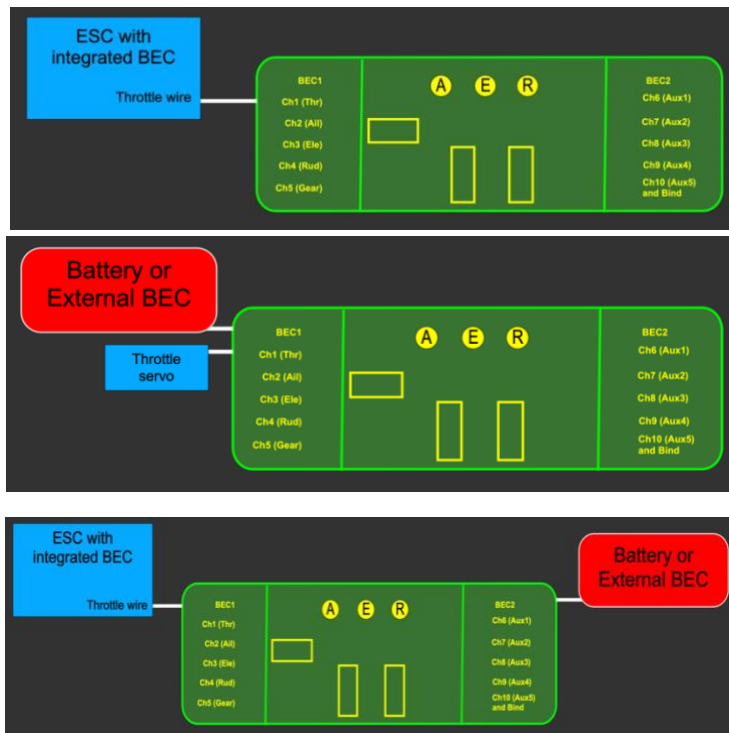 ESC with
integrated BEC
Throttle wire
BEC1
Ch1 (Thr)
Ch2 (Ail)
Ch3 (Ele)
Ch4 (Rud)
Ch5 (Gear)
A E R
BEC2
Ch6 (Aux1)
Ch7 (Aux2)
Ch8 (Aux3)
Ch9 (Aux4)
Ch10 (Aux5)
and Bind
Battery or
External BEC
Throttle
servo
BEC1
Ch1 (Thr)
Ch2 (Ail)
Ch3 (Ele)
Ch4 (Rud)
Ch5 (Gear)
A E R
BEC2
Ch6 (Aux1)
Ch7 (Aux2)
Ch8 (Aux3)
Ch9 (Aux4)
Ch10 (Aux5)
and Bind
ESC with
integrated BEC
Throttle wire
BEC1
Ch1 (Thr)
Ch2 (Ail)
Ch3 (Ele)
Ch4 (Rud)
Ch5 (Gear)
A E R
BEC2
Ch6 (Aux1)
Ch7 (Aux2)
Ch8 (Aux3)
Ch9 (Aux4)
Ch10 (Aux5)
and Bind
Battery or
External BEC